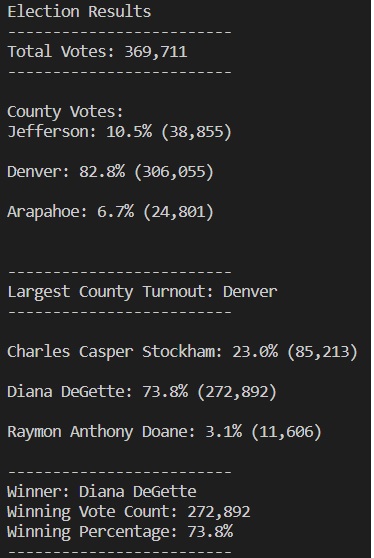 Election Results
-------------------------
Total Votes: 369,711
-------------------------
County Votes:
Jefferson: 10.5% (38,855)
Denver: 82.8% (306,055)
Arapahoe: 6.7% (24,801)
-------------------------
Largest County Turnout: Denver
-------------------------
Charles Casper Stockham: 23.0% (85,213)
Diana DeGette: 73.8% (272,892)
Raymon Anthony Doane: 3.1% (11,606)
-------------------------
Winner: Diana DeGette
Winning Vote Count: 272,892
Winning Percentage: 73.8%
-------------------------